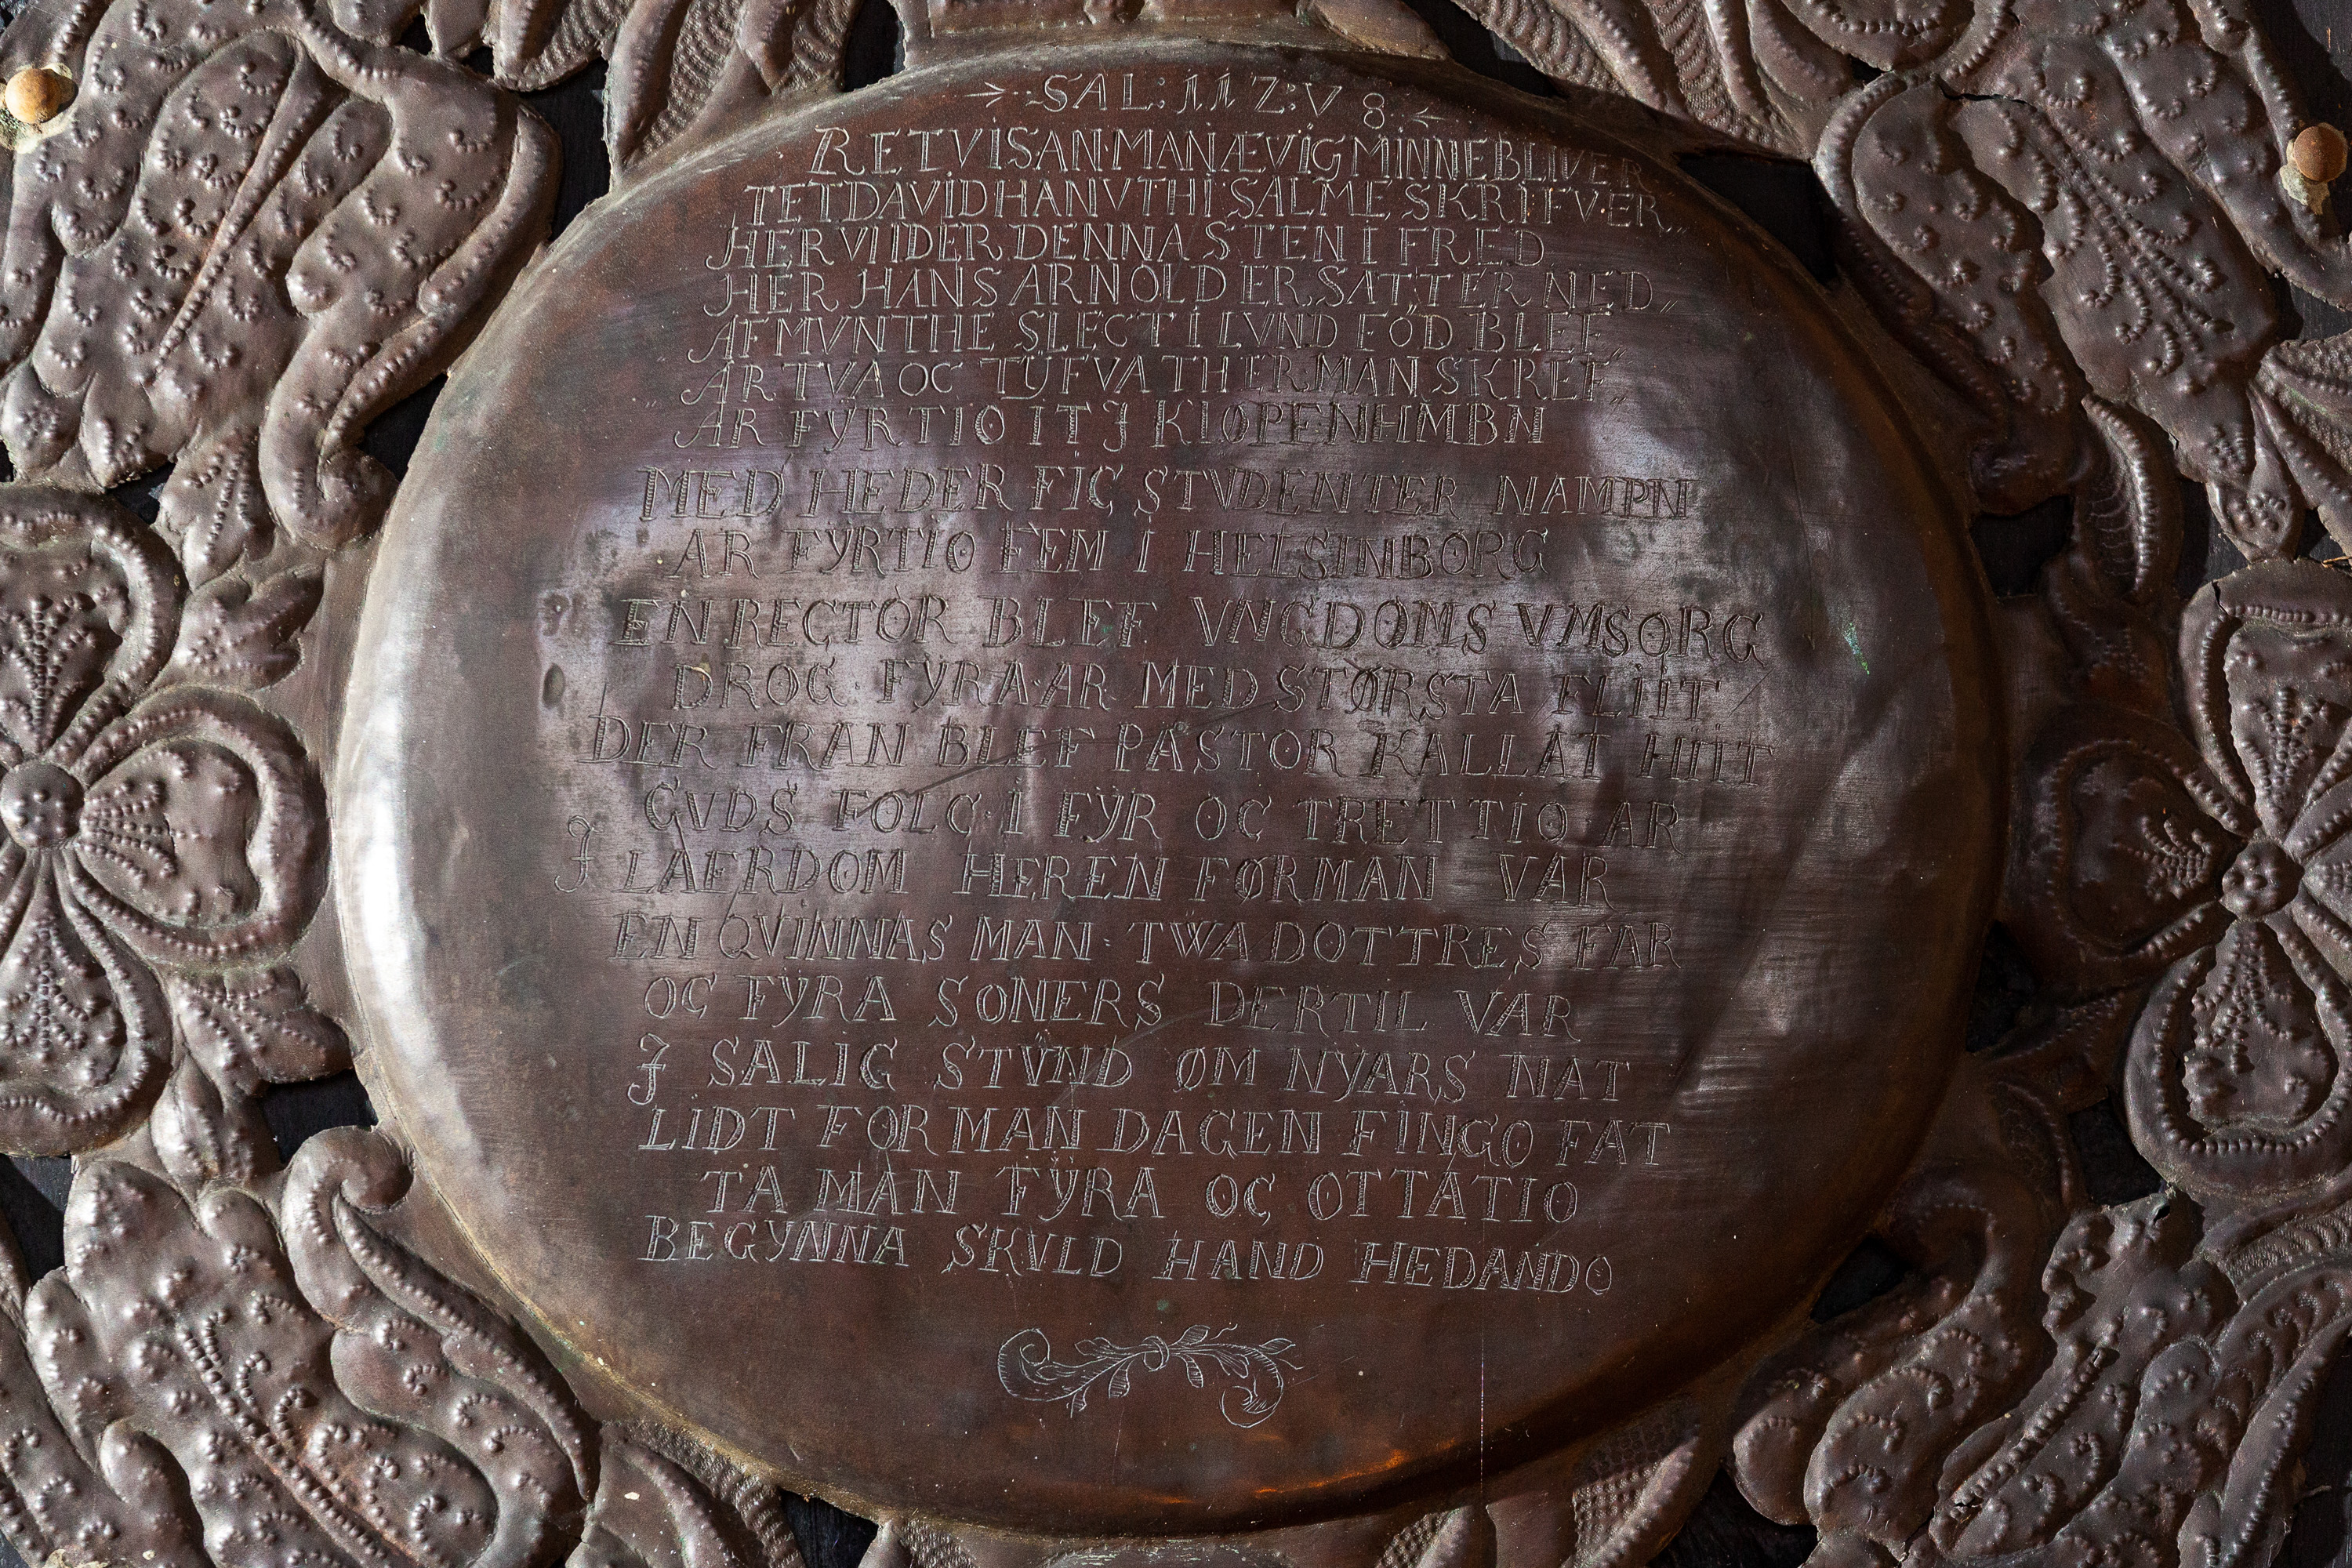 SAL: 112: V 8
RETVISAN MAN ÆVIG MINNE BLIVER
TET DAVID HAN VTHI SALME SKRIFVER
HER VNDER DENNA STEN I FRED
HER HANS ARNOLD ER SATTER NED
AF MVNTHE SLECT I LVND FØD BLEF
AR TVA OC TYFVA THER MAN SKREF
AR FYRTIO IT J KIØPENHAMBN
MED HEDER FIC STVDENTER NAMPN
AR FYRTIO FEM I HELSINBORG
EN RECTOR BLEF VNGDOMS VMSORG
DROG FYRA AR MED STØRSTA FLIIT
DER FRAN BLEF PASTOR KALLAT HIIT
GVDS FOLC I FYR OC TRETTIO AR
J LAERDOM HEREN FØRMAN VAR
EN QVINNAS MAN TWA DOTTRES FAR
OC FYRA SONERS DERTIL VAR
J SALIG STVND ØM NYARS NAT
LIDT FOR MAN DAGEN FINGO FAT
TA MAN FYRA OC OTTATIO
BEGYNNA SKVLD HAND HEDANDO